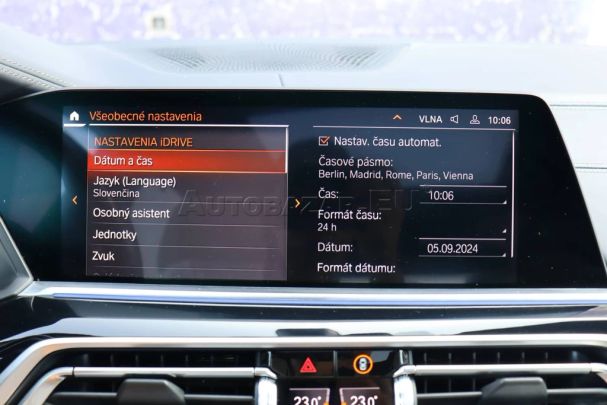 Všeobecné nastavenia
VLNA 10:06
NASTAVENIA iDRIVE
Dátum a čas
Jazyk (Language)
Slovenčina
Osobný asistent
Jednotky
Zvuk
Nastav. času automat.
Časové pásmo:
Berlin, Madrid, Rome, Paris, Vienna
Čas: 10:06
Formát času:
24 h
Dátum: 05.09.2024
Formát dátumu:
AUTOBAZAR.EU
23.0° 23.0°